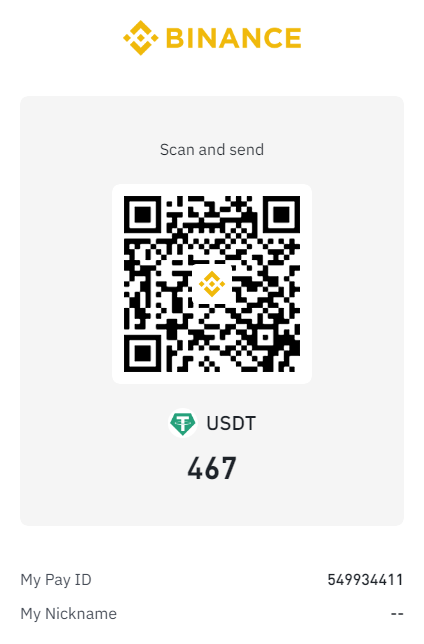 BINANCE
Scan and send
USDT
467
My Pay ID 549934411
My Nickname --